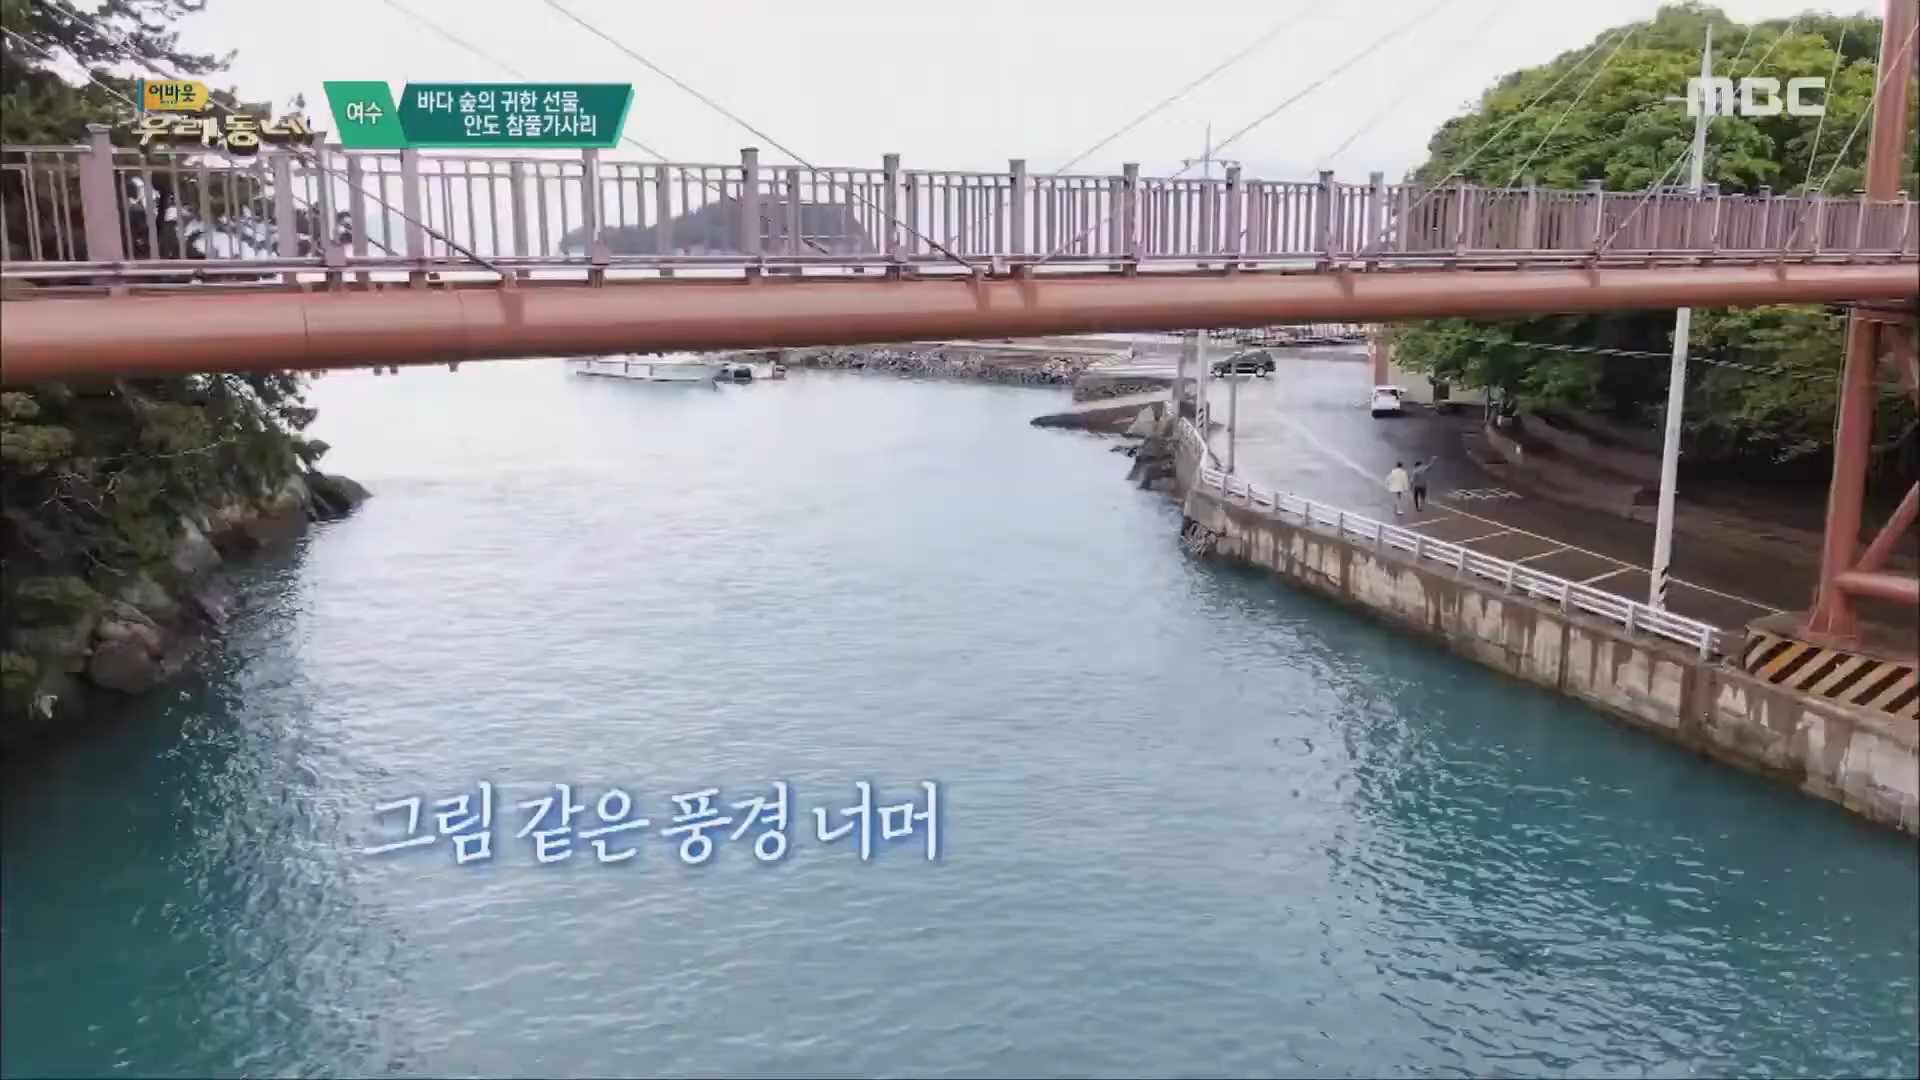 어바웃
우리동네
여수
바다 숲의 귀한 선물,
안도 참풀가사리
MBC
그림 같은 풍경 너머